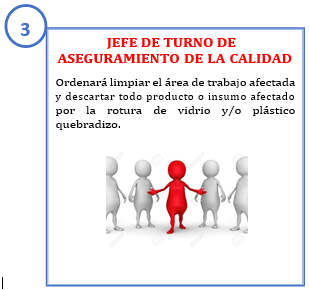 3
JEFE DE TURNO DE
ASEGURAMIENTO DE LA CALIDAD
Ordenará limpiar el área de trabajo afectada
y descartar todo producto o insumo afectado
por la rotura de vidrio y/o plástico
quebradizo.